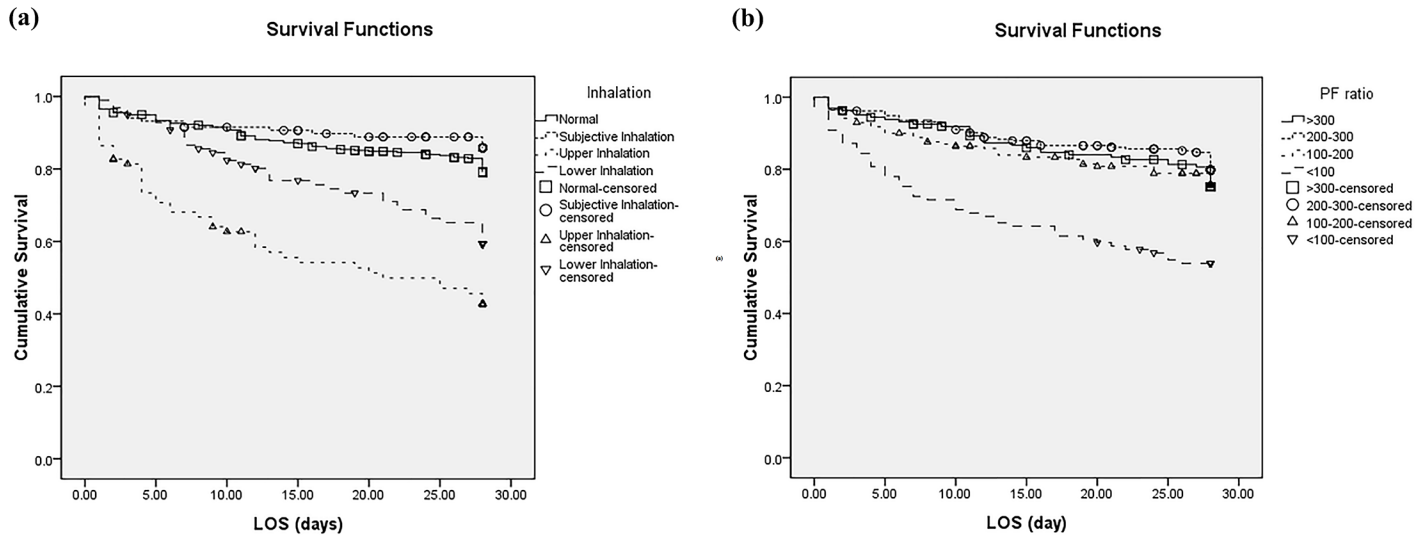 (a)
Survival Functions
Cumulative Survival
1.0
0.8
0.6
0.4
0.2
0.0
0.00 5.00 10.00 15.00 20.00 25.00 30.00
LOS (days)
Inhalation
Normal
Subjective Inhalation
Upper Inhalation
Lower Inhalation
Normal-censored
Subjective Inhalation-
censored
Upper Inhalation-
censored
Lower Inhalation-
censored
(a)
(b)
Survival Functions
Cumulative Survival
1.0
0.8
0.6
0.4
0.2
0.0
0.00 5.00 10.00 15.00 20.00 25.00 30.00
LOS (day)
PF ratio
>300
200-300
100-200
<100
>300-censored
200-300-censored
100-200-censored
<100-censored